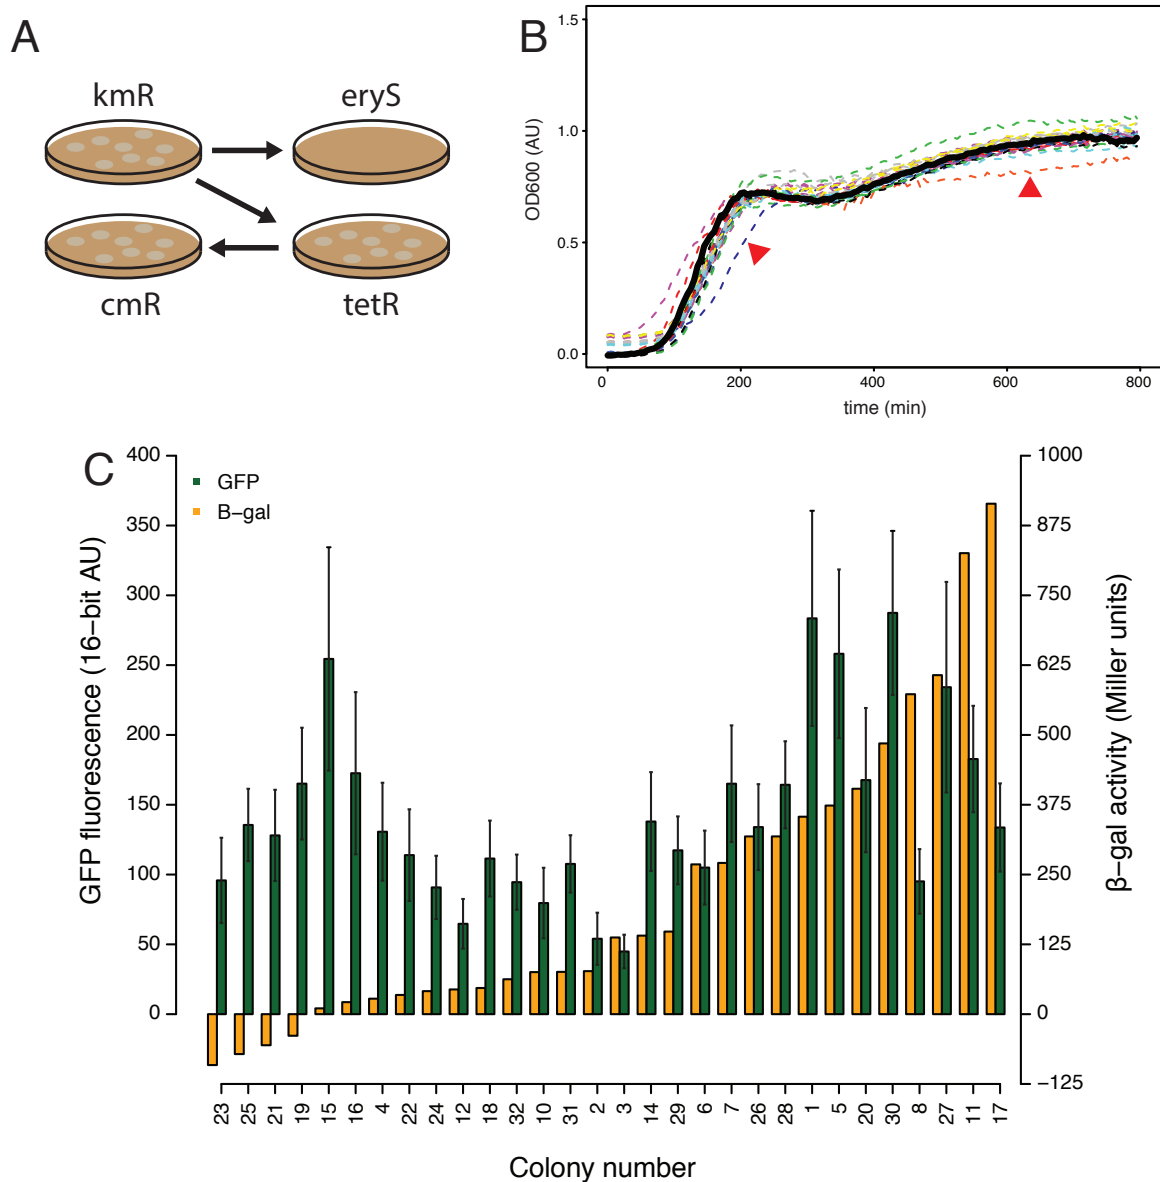 A
kmR
eryS
cmR
tetR
B
OD600 (AU)
1.5
1.0
0.5
0.0
0
200
400
600
800
time (min)
C
GFP
B−gal
GFP fluorescence (16−bit AU)
400
350
300
250
200
150
100
50
0
β−gal activity (Miller units)
1000
875
750
625
500
375
250
125
0
−125
23 25 21 19 15 16 4 22 24 12 18 32 10 31 2 3 14 29 6 7 26 28 1 5 20 30 8 27 11 17
Colony number